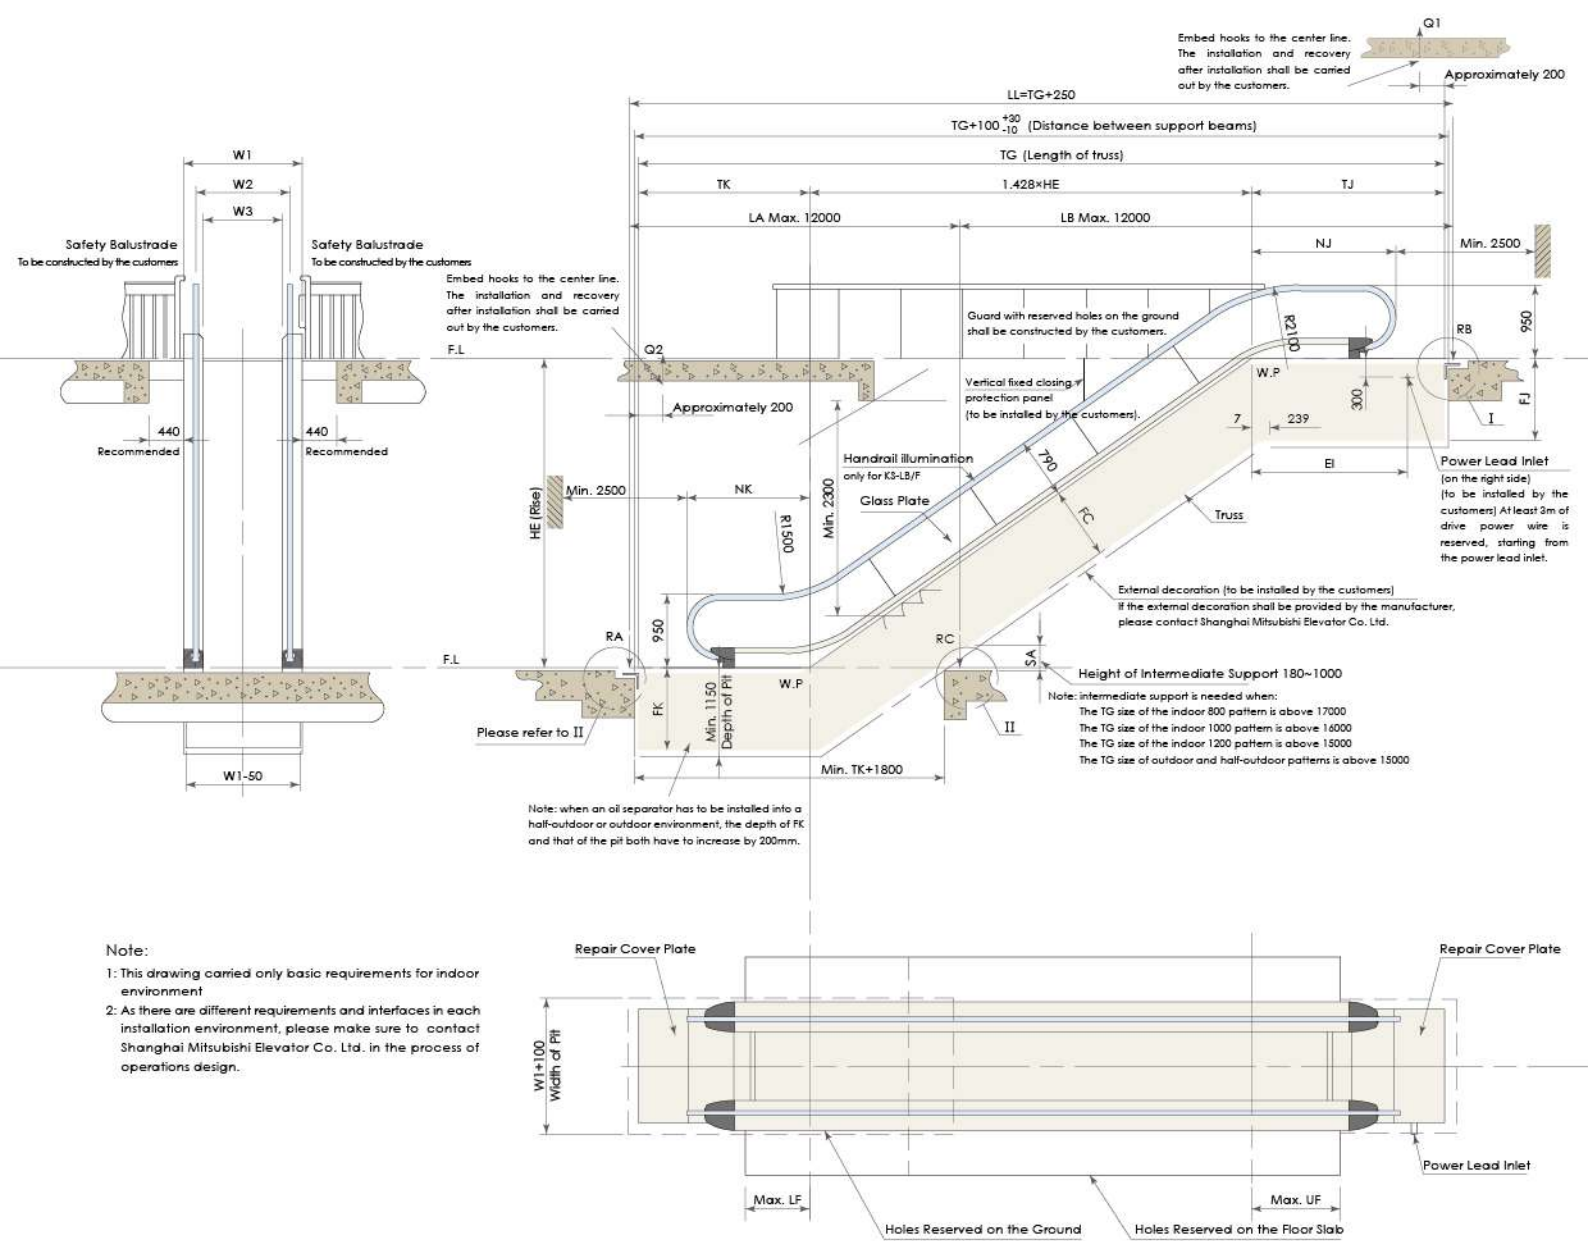 Q1
Embed hooks to the center line.
The installation and recovery
after installation shall be carried
out by the customers.
Approximately 200
LL=TG+250
TG+100 +30 -10 (Distance between support beams)
TG (Length of truss)
TK
1.428×HE
TJ
LA Max. 12000
LB Max. 12000
NJ
Min. 2500
W1
W2
W3
Safety Balustrade
To be constructed by the customers
Safety Balustrade
To be constructed by the customers
Embed hooks to the center line.
The installation and recovery
after installation shall be carried
out by the customers.
Guard with reserved holes on the ground
shall be constructed by the customers.
R2100
950
RB
F.L
Q2
W.P
Vertical fixed closing
protection panel
(to be installed by the customers).
300
FJ
I
Approximately 200
7
239
440
Recommended
440
Recommended
Handrail illumination
only for KS-LB/F
790
EI
Power Lead Inlet
(on the right side)
(to be installed by the
customers) At least 3m of
drive power wire is
reserved, starting from
the power lead inlet.
HE (Rise)
Min. 2500
NK
Min. 2300
Glass Plate
R1500
FC
Truss
External decoration (to be installed by the customers)
If the external decoration shall be provided by the manufacturer,
please contact Shanghai Mitsubishi Elevator Co. Ltd.
950
RA
RC
SA
F.L
W.P
Height of Intermediate Support 180~1000
Note: intermediate support is needed when:
The TG size of the indoor 800 pattern is above 17000
The TG size of the indoor 1000 pattern is above 16000
The TG size of the indoor 1200 pattern is above 15000
The TG size of outdoor and half-outdoor patterns is above 15000
FK
Min. 1150
Depth of Pit
Please refer to II
II
Min. TK+1800
W1-50
Note: when an oil separator has to be installed into a
half-outdoor or outdoor environment, the depth of FK
and that of the pit both have to increase by 200mm.
Note:
1: This drawing carried only basic requirements for indoor
environment
2: As there are different requirements and interfaces in each
installation environment, please make sure to contact
Shanghai Mitsubishi Elevator Co. Ltd. in the process of
operations design.
Repair Cover Plate
Repair Cover Plate
W1+100
Width of Pit
Power Lead Inlet
Max. LF
Max. UF
Holes Reserved on the Ground
Holes Reserved on the Floor Slab